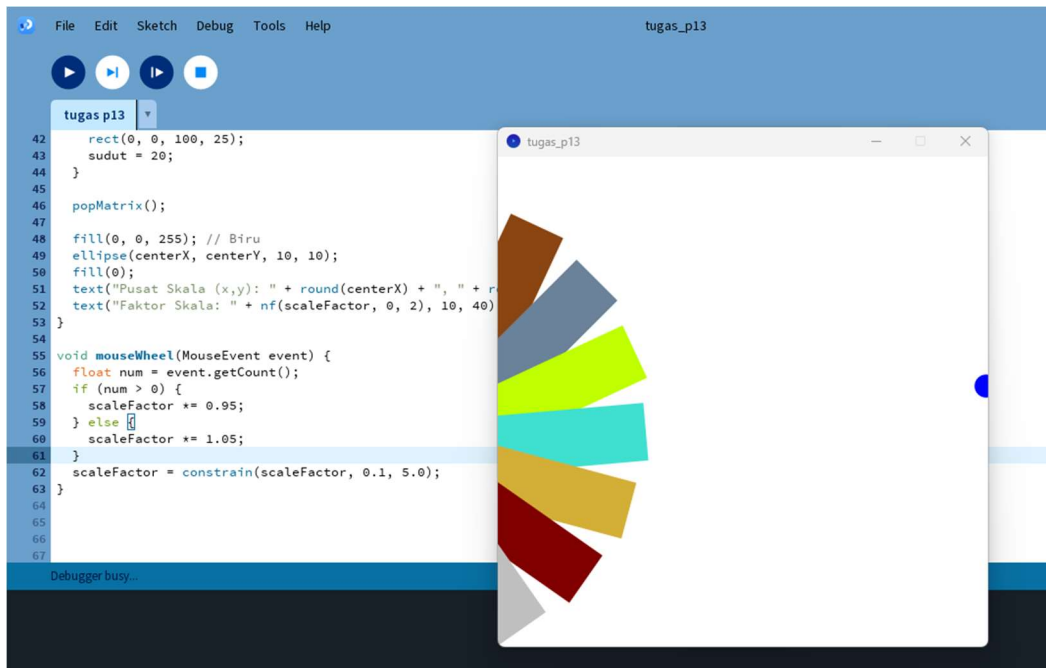 File Edit Sketch Debug Tools Help
tugas_p13
tugas p13
42 rect(0, 0, 100, 25);
43 sudut = 20;
44 }
45
46 popMatrix();
47
48 fill(0, 0, 255); // Biru
49 ellipse(centerX, centerY, 10, 10);
50 fill(0);
51 text("Pusat Skala (x,y): " + round(centerX) + ", " + r
52 text("Faktor Skala: " + nf(scaleFactor, 0, 2), 10, 40)
53 }
54
55 void mouseWheel(MouseEvent event) {
56 float num = event.getCount();
57 if (num > 0) {
58 scaleFactor *= 0.95;
59 } else {
60 scaleFactor *= 1.05;
61 }
62 scaleFactor = constrain(scaleFactor, 0.1, 5.0);
63 }
64
65
66
67
Debugger busy...
tugas_p13